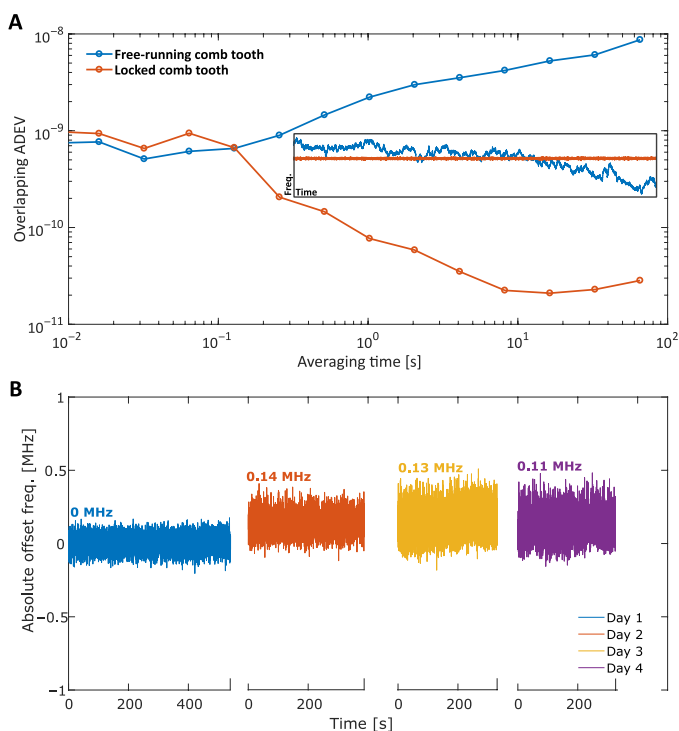 A
Overlapping ADEV
10^-8
10^-9
10^-10
10^-11
Free-running comb tooth
Locked comb tooth
Freq.
Time
10^-2
10^-1
10^0
10^1
10^2
Averaging time [s]
B
Absolute offset freq. [MHz]
1
0.5
0
−0.5
−1
0 MHz
0.14 MHz
0.13 MHz
0.11 MHz
Day 1
Day 2
Day 3
Day 4
0 200 400 0 200 0 200 0 200
Time [s]